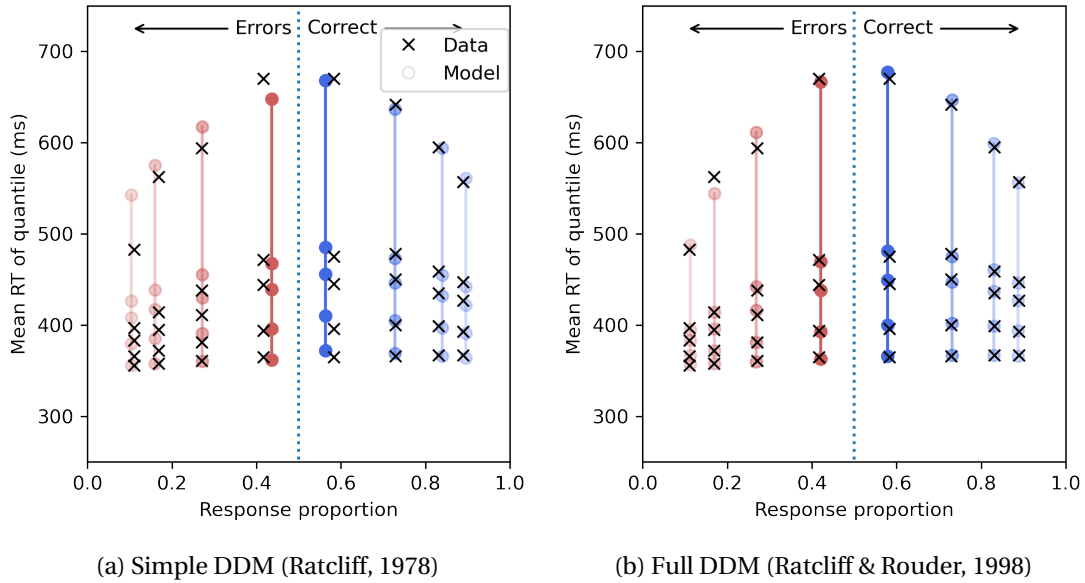 Errors Correct
Data
Model
700
600
500
400
300
Mean RT of quantile (ms)
0.0 0.2 0.4 0.6 0.8 1.0
Response proportion
(a) Simple DDM (Ratcliff, 1978)
Errors Correct
700
600
500
400
300
Mean RT of quantile (ms)
0.0 0.2 0.4 0.6 0.8 1.0
Response proportion
(b) Full DDM (Ratcliff & Rouder, 1998)